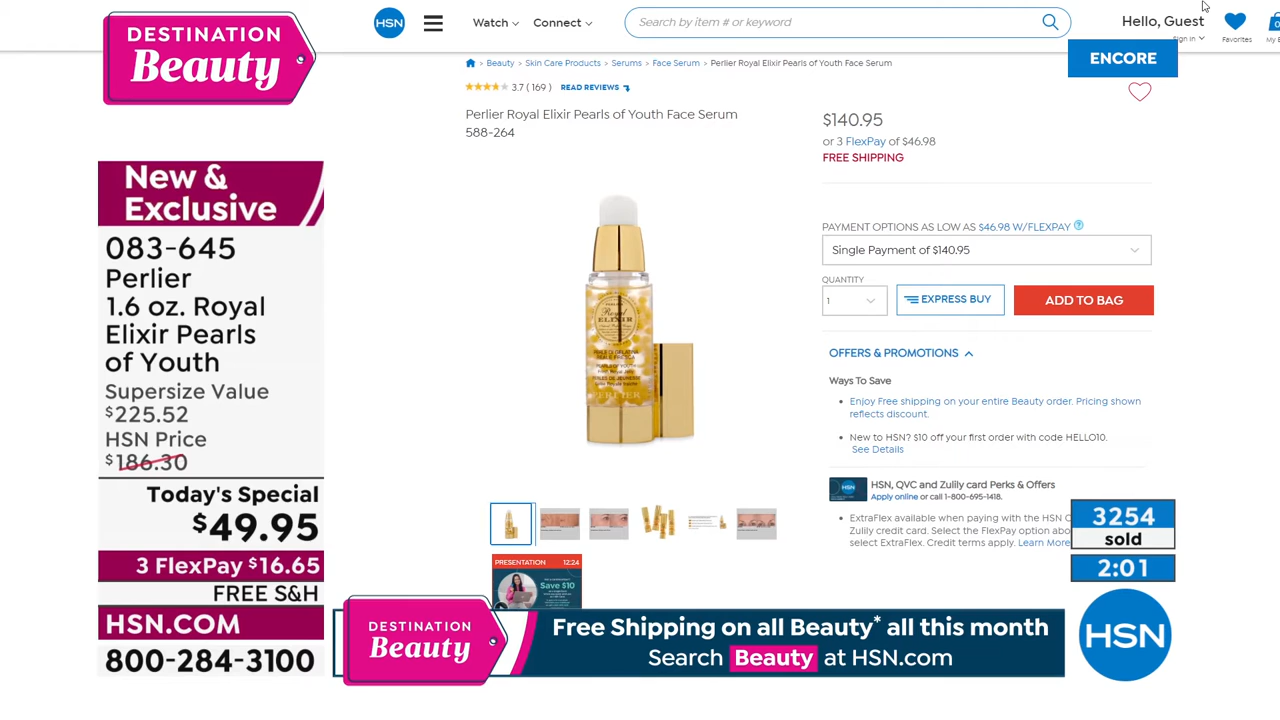 DESTINATION
Beauty
HSN
Watch
Connect
Search by item # or keyword
Hello, Guest
Sign In
Favorites
ENCORE
Beauty > Skin Care Products > Serums > Face Serum > Perlier Royal Elixir Pearls of Youth Face Serum
3.7 ( 169 ) READ REVIEWS
Perlier Royal Elixir Pearls of Youth Face Serum
588-264
$140.95
or 3 FlexPay of $46.98
FREE SHIPPING
PAYMENT OPTIONS AS LOW AS $46.98 W/FLEXPAY ?
Single Payment of $140.95
QUANTITY
1
EXPRESS BUY
ADD TO BAG
OFFERS & PROMOTIONS
Ways To Save
Enjoy Free shipping on your entire Beauty order. Pricing shown
reflects discount.
New to HSN? $10 off your first order with code HELLO10.
See Details
HSN
HSN, QVC and Zulily card Perks & Offers
Apply online or call 1-800-695-1418.
ExtraFlex available when paying with the HSN C
Zulily credit card. Select the FlexPay option abo
select ExtraFlex. Credit terms apply. Learn More
New &
Exclusive
083-645
Perlier
1.6 oz. Royal
Elixir Pearls
of Youth
Supersize Value
$225.52
HSN Price
$186.30
Today's Special
$49.95
3 FlexPay $16.65
FREE S&H
HSN.COM
800-284-3100
Royal
ELIXIR
PERLIER
PRESENTATION 12:24
Save $10
3254
sold
2:01
DESTINATION
Beauty
Free Shipping on all Beauty* all this month
Search Beauty at HSN.com
HSN